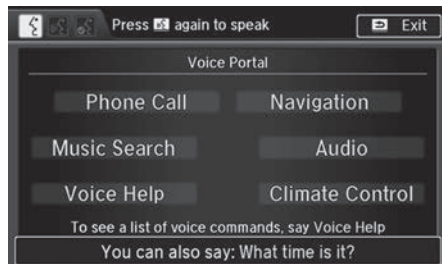 Press again to speak
Exit
Voice Portal
Phone Call
Navigation
Music Search
Audio
Voice Help
Climate Control
To see a list of voice commands, say Voice Help
You can also say: What time is it?